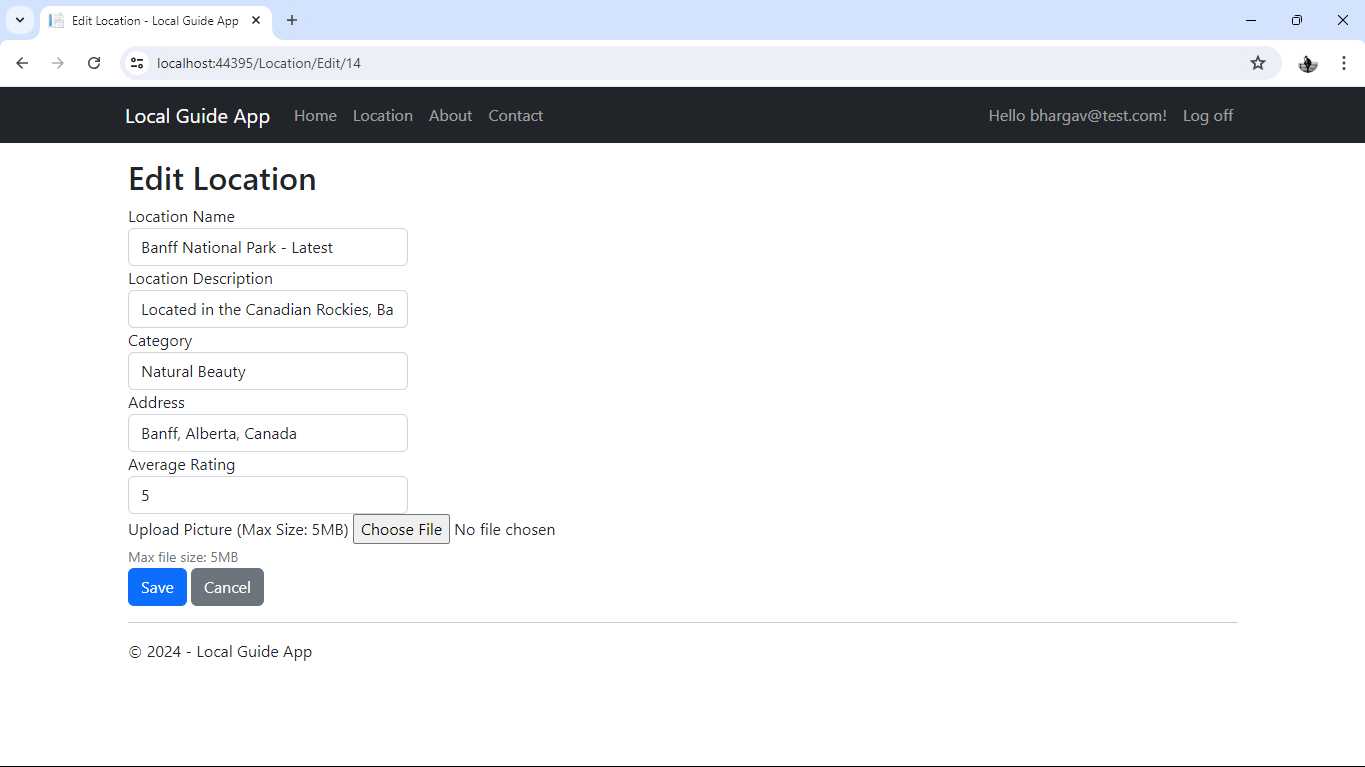 Edit Location - Local Guide App
localhost:44395/Location/Edit/14
Local Guide App Home Location About Contact Hello bhargav@test.com! Log off
Edit Location
Location Name
Banff National Park - Latest
Location Description
Located in the Canadian Rockies, Ba
Category
Natural Beauty
Address
Banff, Alberta, Canada
Average Rating
5
Upload Picture (Max Size: 5MB) Choose File No file chosen
Max file size: 5MB
Save Cancel
© 2024 - Local Guide App